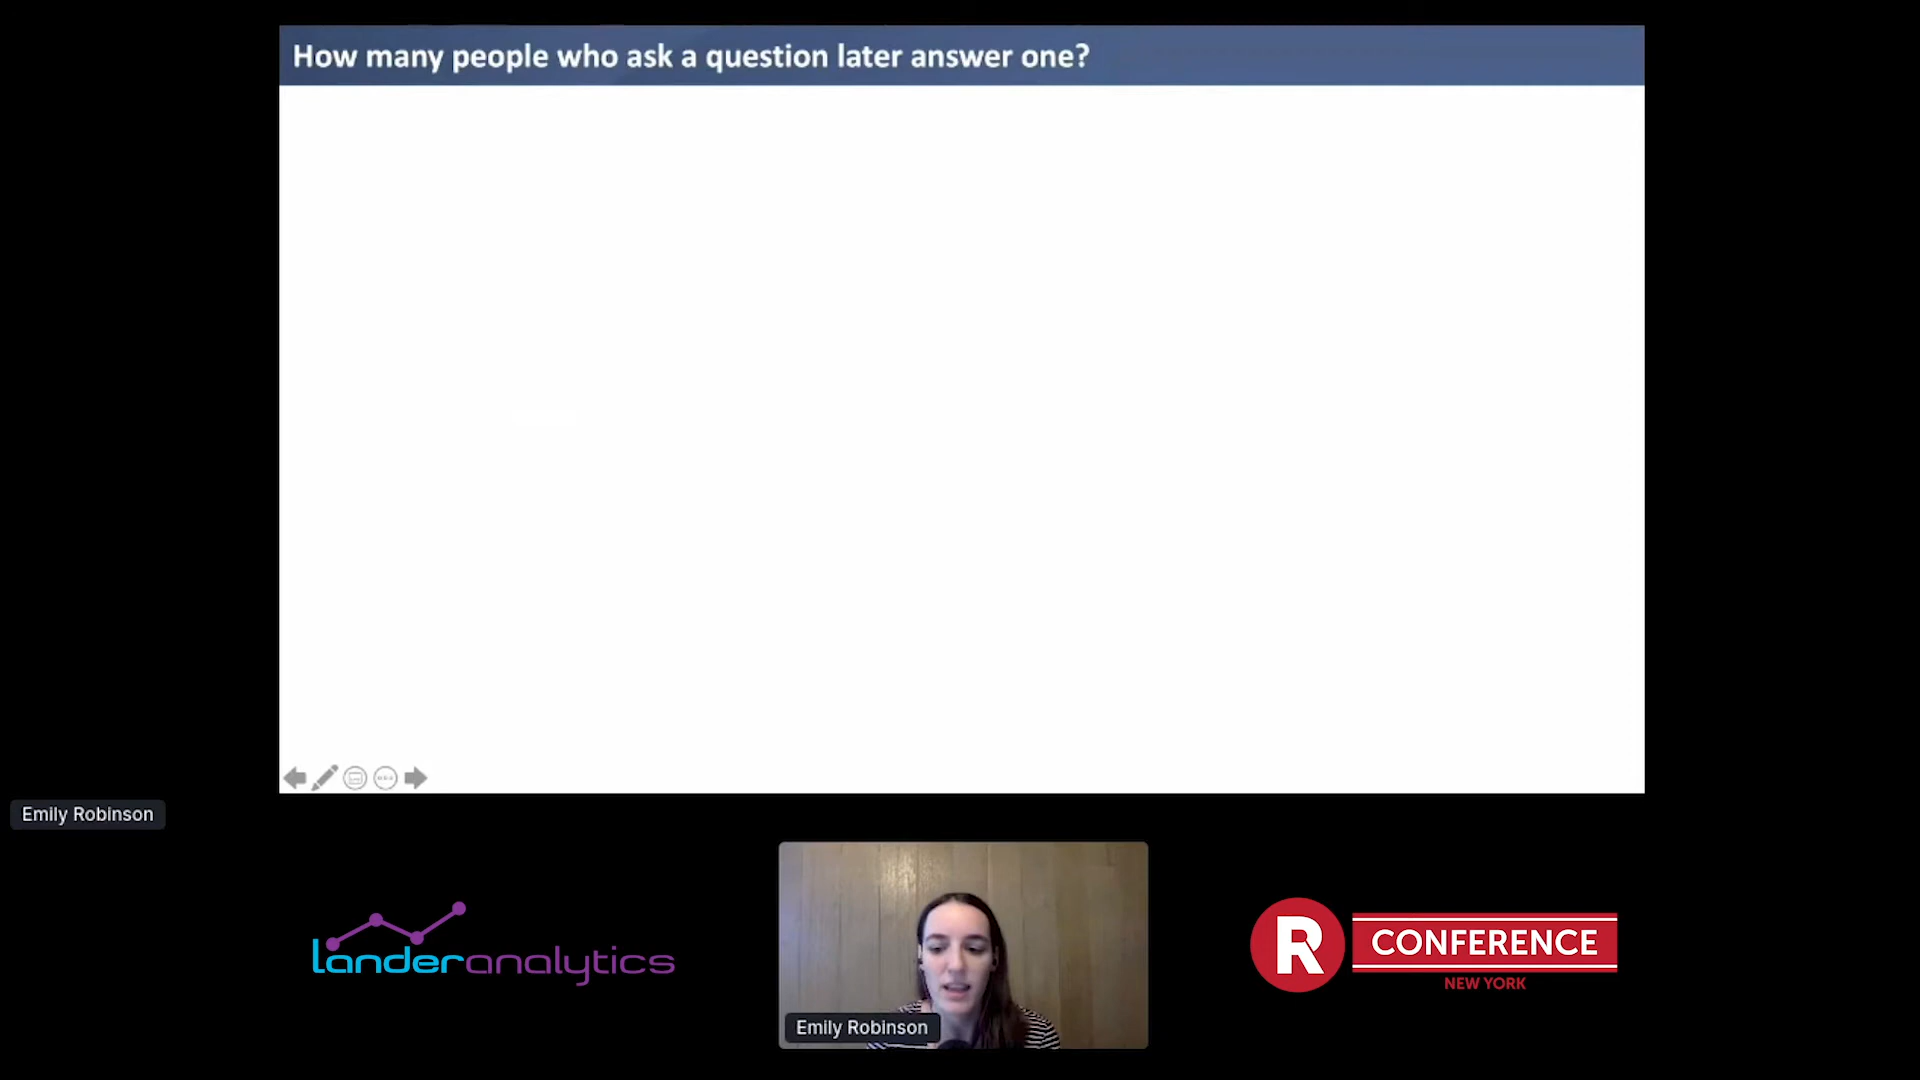 How many people who ask a question later answer one?
Emily Robinson
landeranalytics
Emily Robinson
R CONFERENCE
NEW YORK